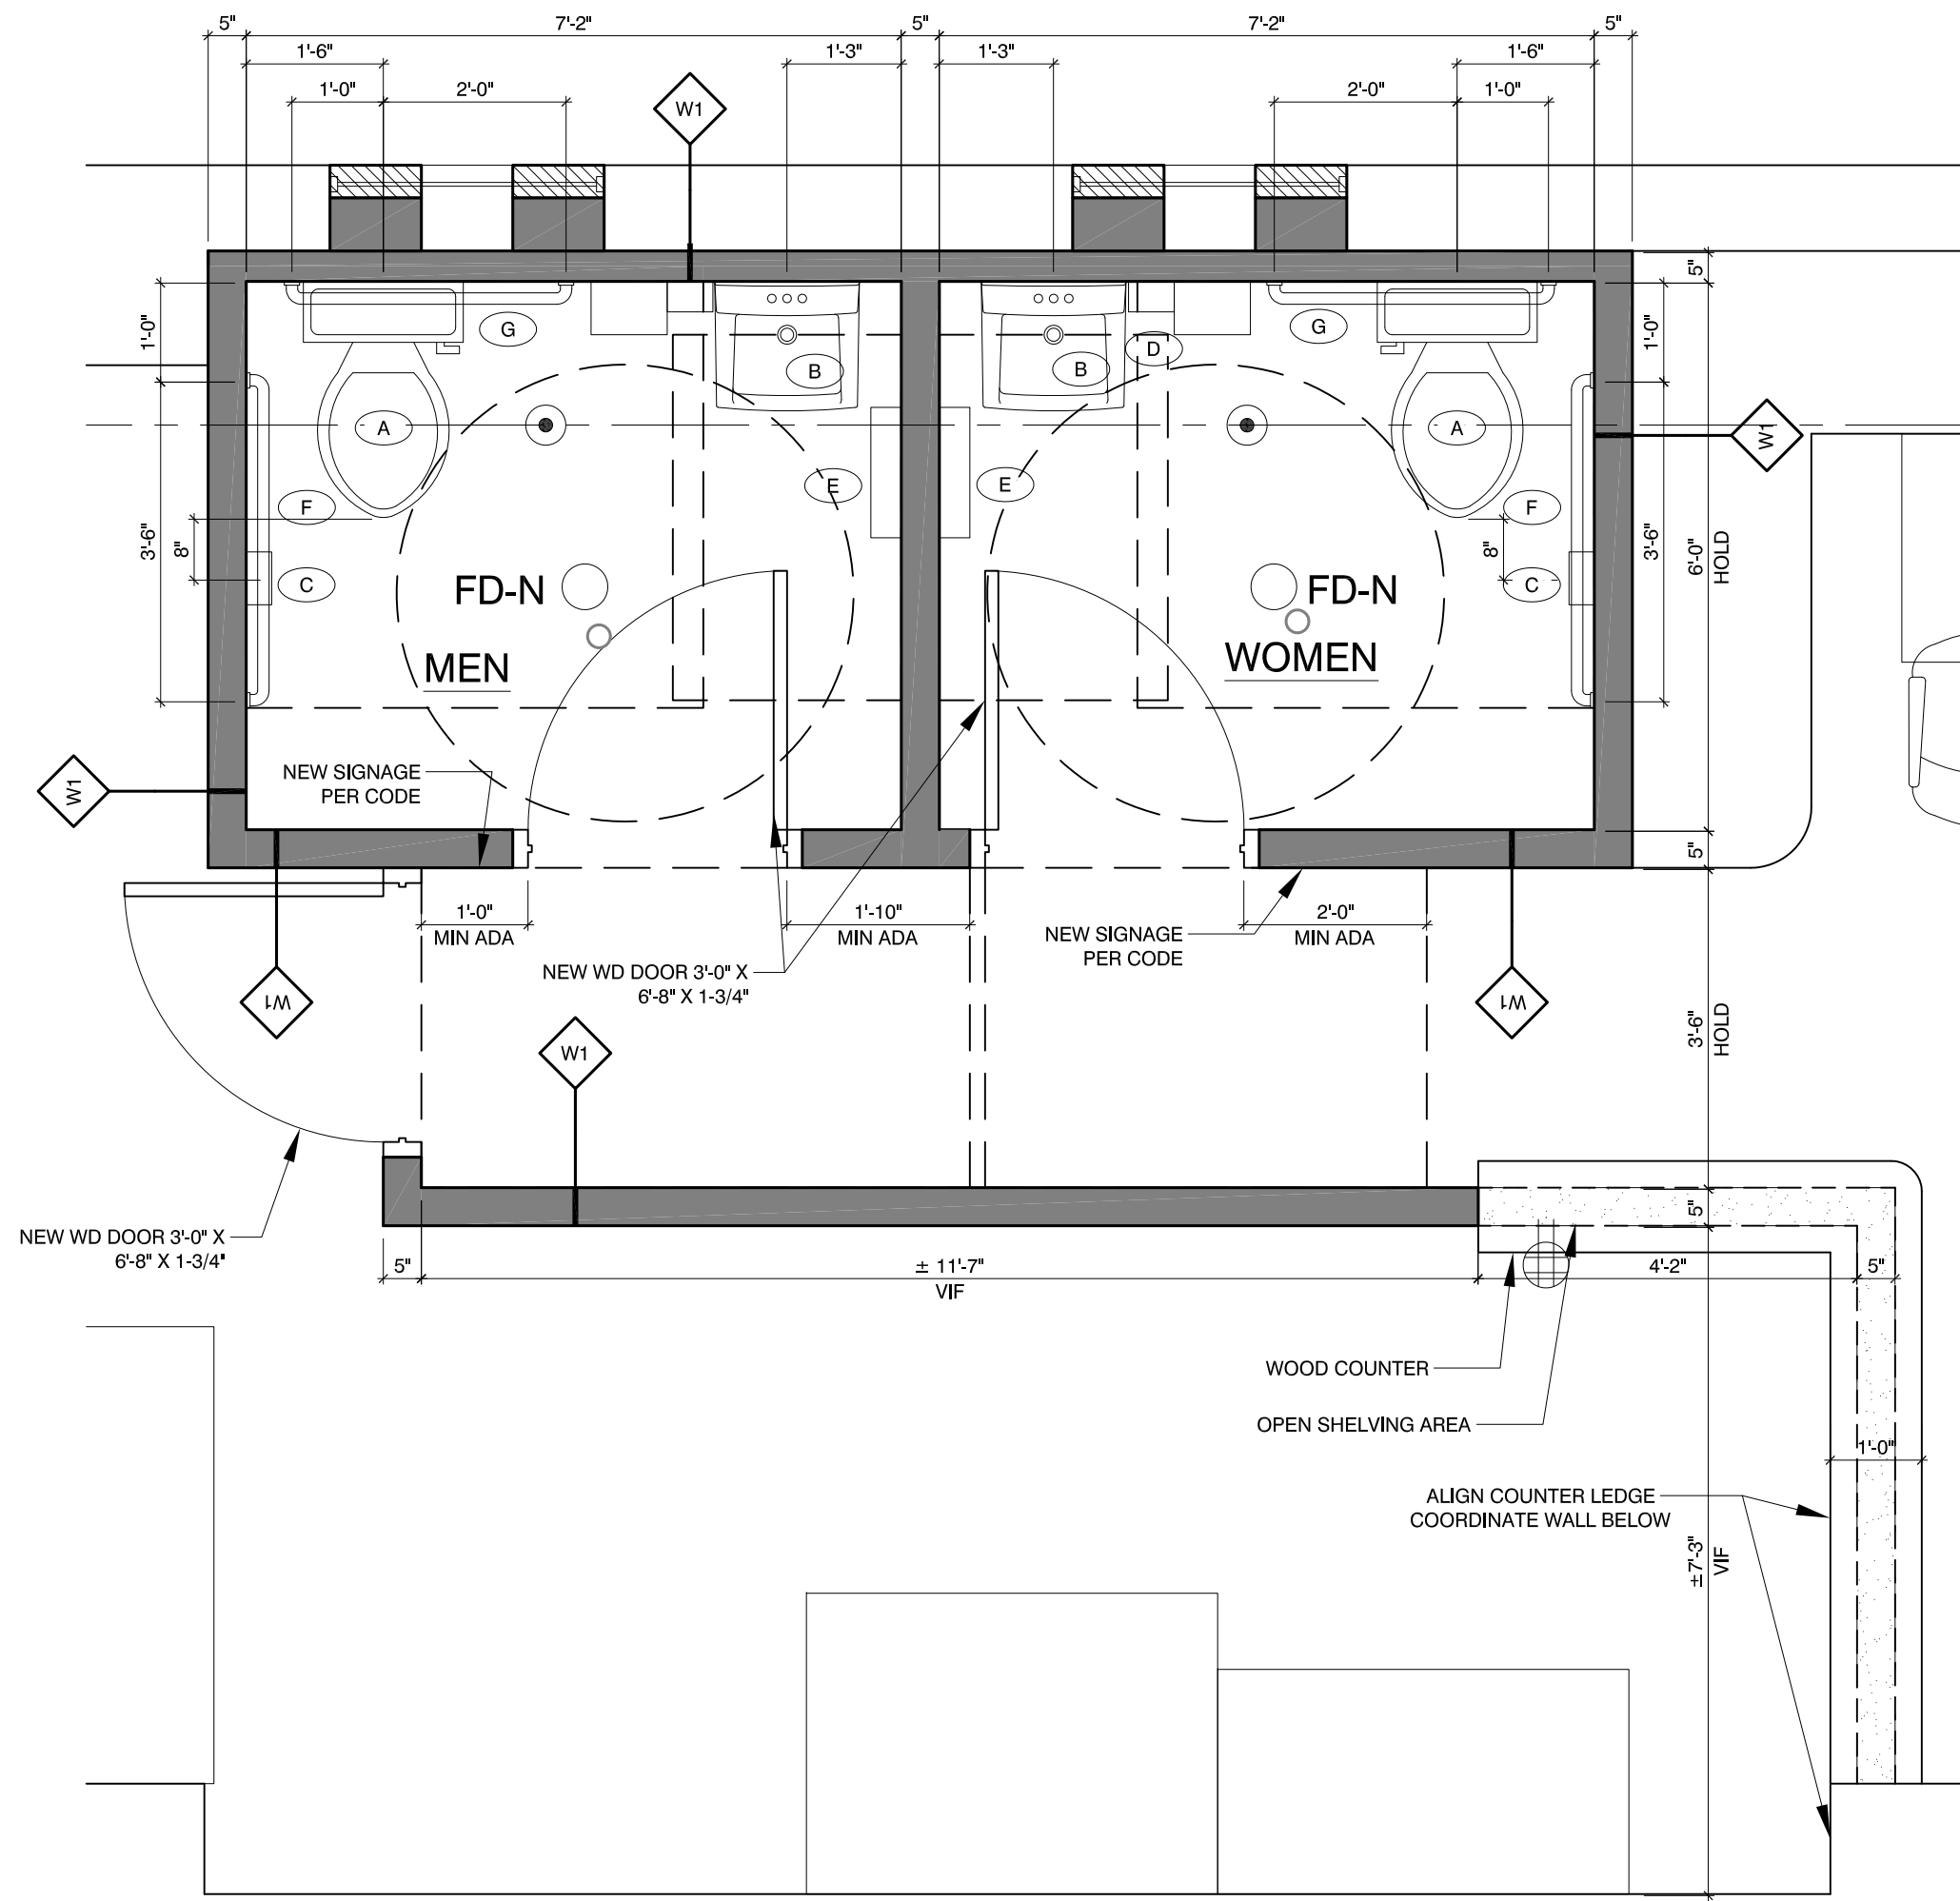 5" 7'-2" 5" 7'-2" 5"
1'-6" 1'-3" 1'-3" 1'-6"
1'-0" 2'-0" 2'-0" 1'-0"
W1
5"
1'-0" G G 1'-0"
B B D
A A W1
E E
F F
3'-6" 8" 8" 3'-6" 6'-0" HOLD
C C
FD-N FD-N
MEN WOMEN
W1
NEW SIGNAGE
PER CODE
5"
1'-0" 1'-10" 2'-0"
MIN ADA MIN ADA MIN ADA
NEW SIGNAGE
PER CODE
NEW WD DOOR 3'-0" X
6'-8" X 1-3/4"
W1 W1
3'-6" HOLD
W1
5"
NEW WD DOOR 3'-0" X
6'-8" X 1-3/4"
5" ± 11'-7" 4'-2" 5"
VIF
WOOD COUNTER
OPEN SHELVING AREA
1'-0"
ALIGN COUNTER LEDGE
COORDINATE WALL BELOW
±7'-3" VIF